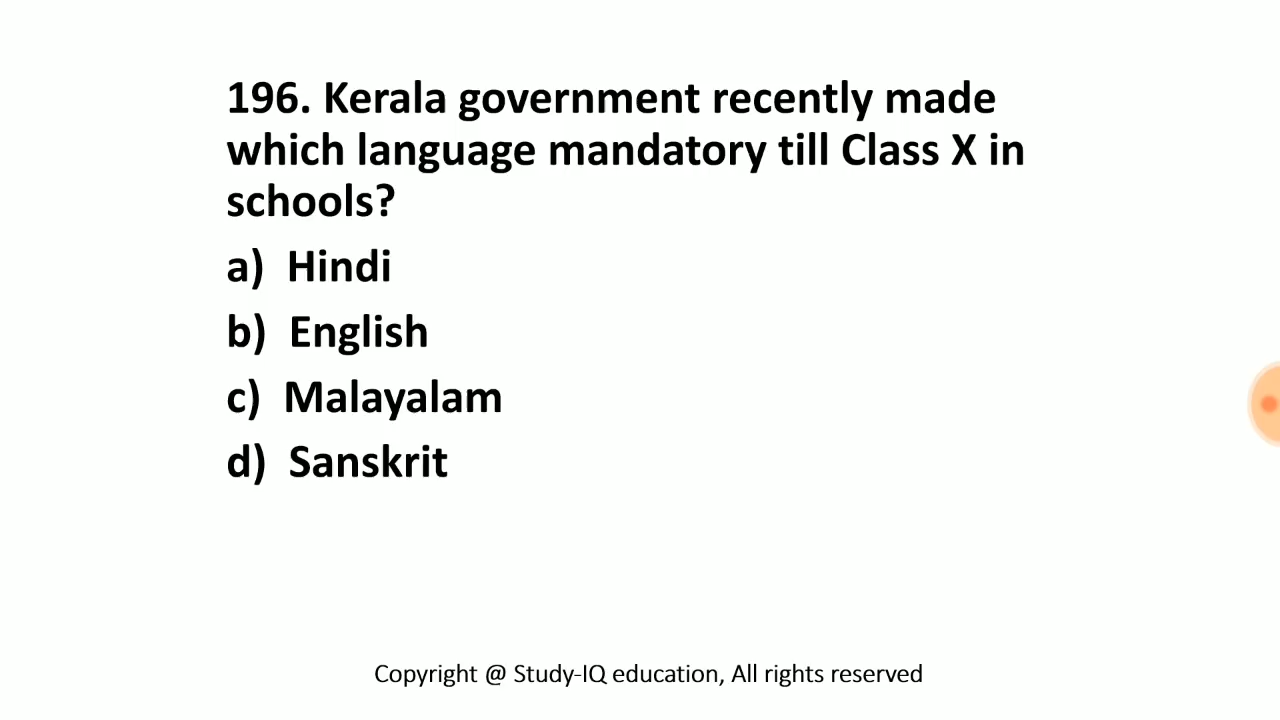 196. Kerala government recently made
which language mandatory till Class X in
schools?
a) Hindi
b) English
c) Malayalam
d) Sanskrit
Copyright @ Study-IQ education, All rights reserved